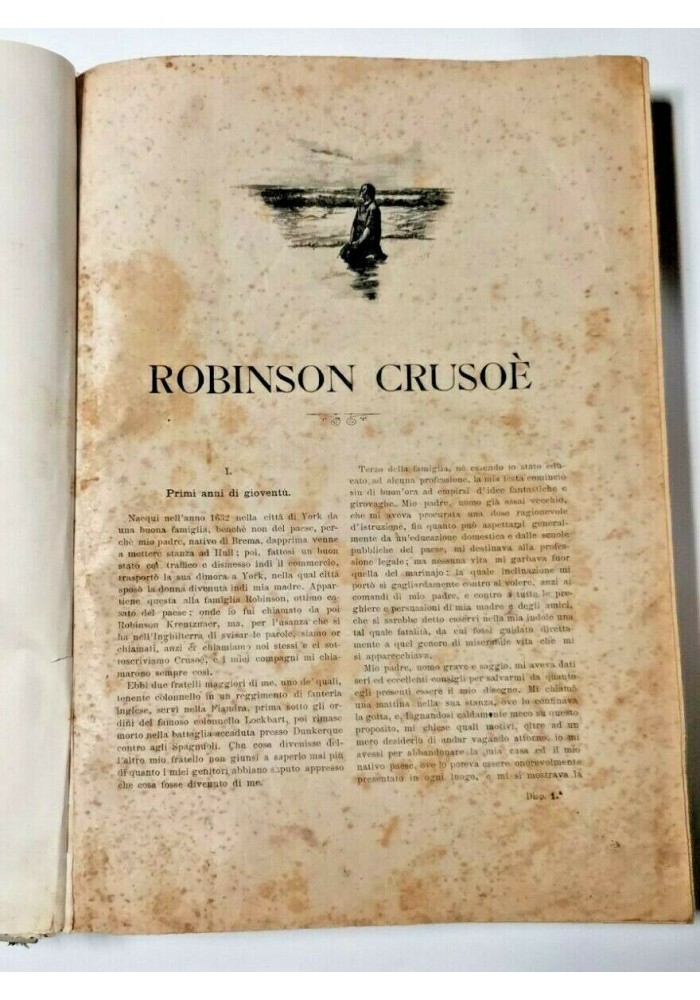 ROBINSON CRUSOÈ
I.
Primi anni di gioventù.
Nacqui nell'anno 1632 nella città di York da
una buona famiglia, benchè non del paese, per-
chè mio padre, nativo di Brema, dapprima venne
a mettere stanza ad Hull; poi, fattosi un buon
stato col traffico e dismesso indi il commercio,
trasportò la sua dimora a York, nella qual città
sposò la donna divenuta indi mia madre. Appar-
tiene questa alla famiglia Robinson, ottimo ca-
sato del paese; onde io fui chiamato da poi
Robinson Kreutznaer, ma, per l'usanza che si
ha nell'Inghilterra di svisar le parole, siamo or
chiamati, anzi ci chiamiamo noi stessi e ci sot-
toscriviamo Crusoè, e i miei compagni mi chia-
marono sempre così.
Ebbi due fratelli maggiori di me, uno de' quali,
tenente colonnello in un reggimento di fanteria
inglese, servì nella Fiandra, prima sotto gli or-
dini del famoso colonnello Lockhart, poi rimase
morto nella battaglia accaduta presso Dunkerque
contro agli Spagnuoli. Che cosa divenisse del-
l'altro mio fratello non giunsi a saperlo mai più
di quanto i miei genitori abbiano saputo appresso
che cosa fosse divenuto di me.
Terzo della famiglia, nè essendo io stato edu-
cato ad alcuna professione, la mia testa cominciò
sin di buon'ora ad empirsi d'idee fantastiche e
girovaghe. Mio padre, uomo già assai vecchio,
che mi aveva procurata una dose ragionevole
d'istruzione, fin quanto può aspettarsi general-
mente da un'educazione domestica e dalle scuole
pubbliche del paese, mi destinava alla profes-
sione legale; ma nessuna vita mi garbava fuor
quella del marinajo; la quale inclinazione mi
portò sì gagliardamente contro al volere, anzi ai
comandi di mio padre, e contro a tutte le pre-
ghiere e persuasioni di mia madre e degli amici,
che si sarebbe detto esservi nella mia indole una
tal quale fatalità, da cui fossi guidato diretta-
mente a quel genere di miserabile vita che mi
si apparecchiava.
Mio padre, uomo grave e saggio, mi aveva dati
serî ed eccellenti consigli per salvarmi da quanto
egli presentì essere il mio disegno. Mi chiamò
una mattina nella sua stanza, ove lo confinava
la gotta, e, lagnandosi caldamente meco su questo
proposito, mi chiese quali motivi, oltre ad un
mero desiderio di andar vagando attorno, io mi
avessi per abbandonare la mia casa ed il mio
nativo paese, ove io poteva essere onorevolmente
presentato in ogni luogo, e mi si mostrava la
Disp. 1.ª